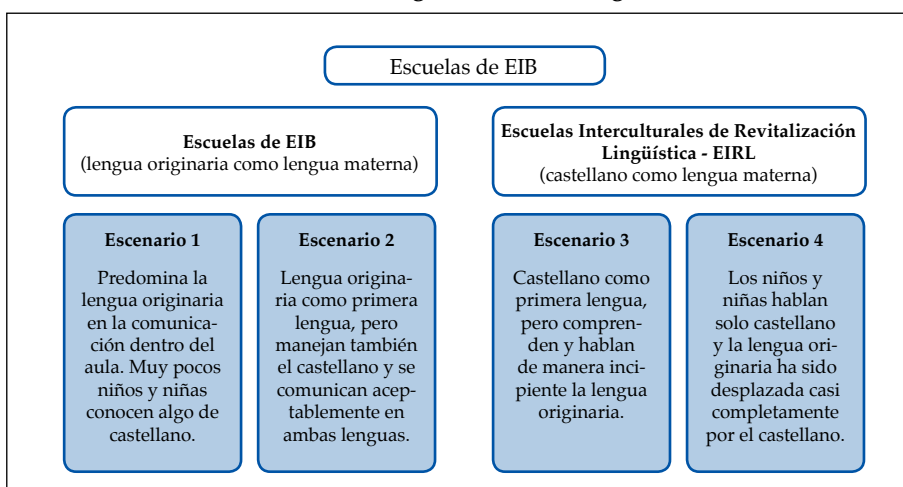 Escuelas de EIB
Escuelas de EIB
(lengua originaria como lengua materna)
Escuelas Interculturales de Revitalización
Lingüística - EIRL
(castellano como lengua materna)
Escenario 1
Predomina la
lengua originaria
en la comunica-
ción dentro del
aula. Muy pocos
niños y niñas
conocen algo de
castellano.
Escenario 2
Lengua origina-
ria como primera
lengua, pero
manejan también
el castellano y se
comunican acep-
tablemente en
ambas lenguas.
Escenario 3
Castellano como
primera lengua,
pero compren-
den y hablan
de manera inci-
piente la lengua
originaria.
Escenario 4
Los niños y
niñas hablan
solo castellano
y la lengua ori-
ginaria ha sido
desplazada casi
completamente
por el castellano.